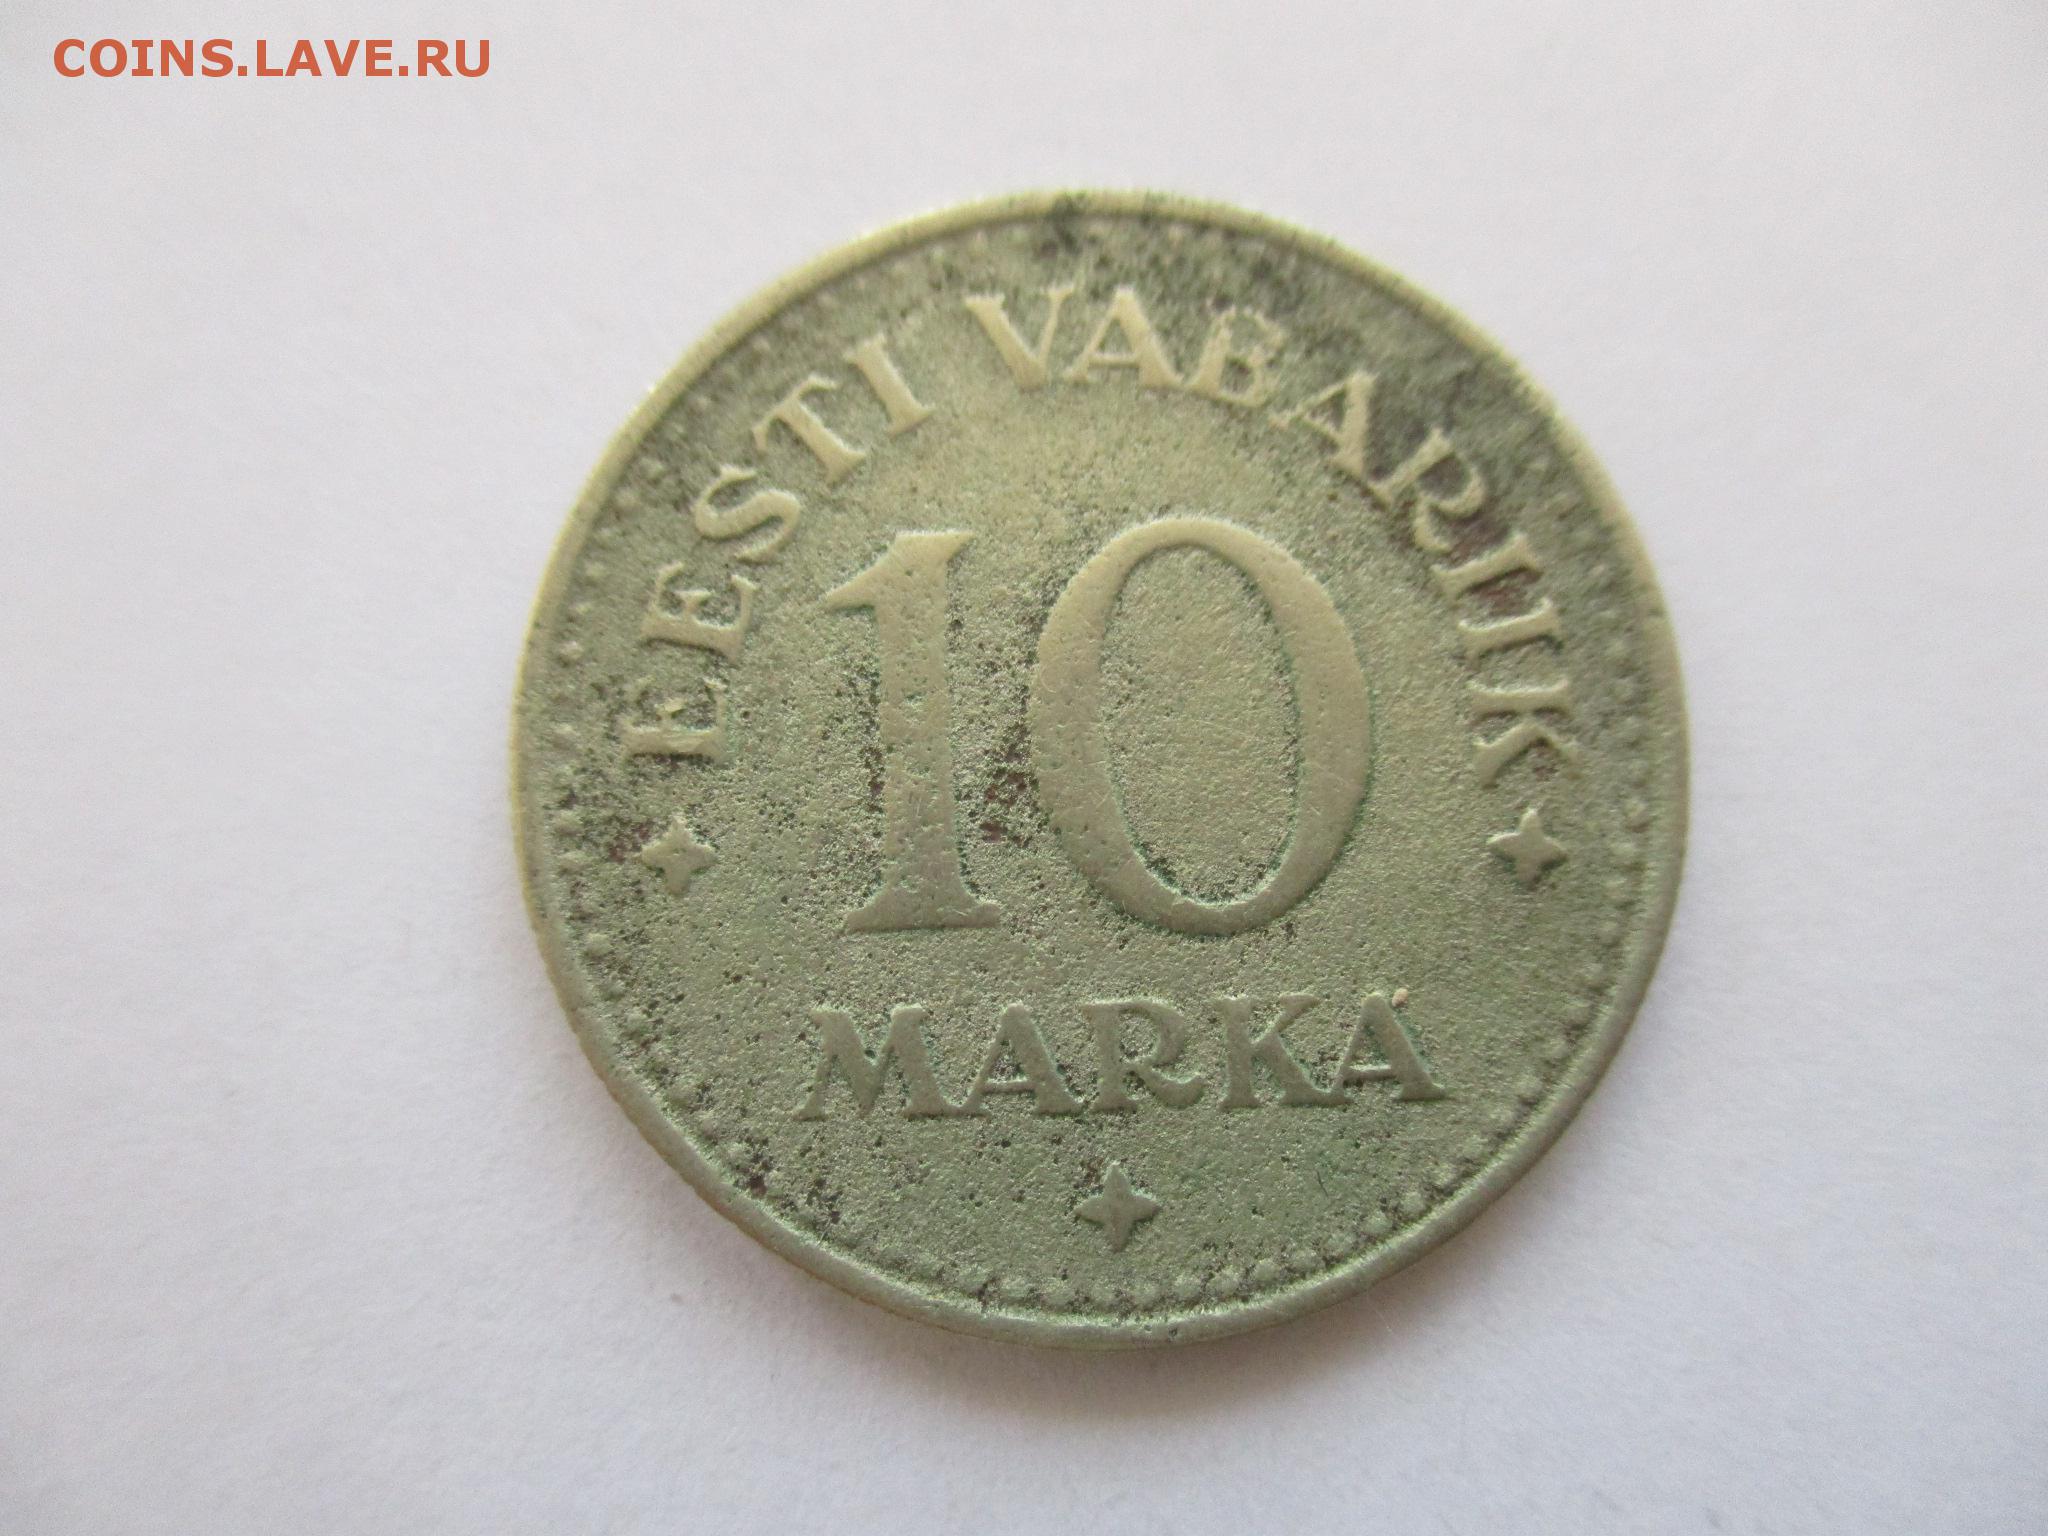 COINS.LAVE.RU
EESTI VABARIIK
10
MARKA